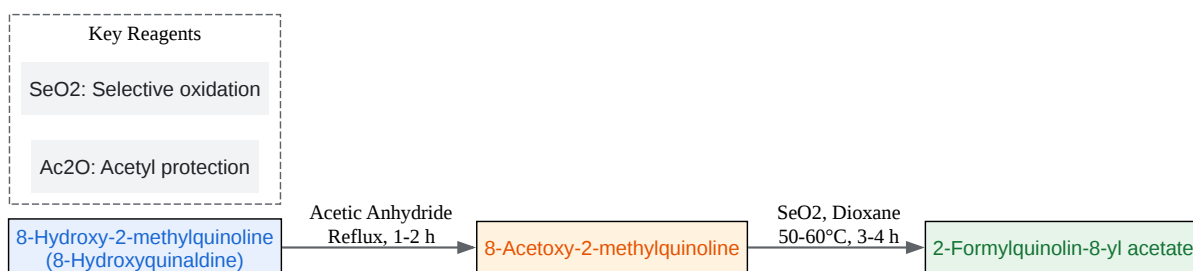 Key Reagents
SeO2: Selective oxidation
Ac2O: Acetyl protection
8-Hydroxy-2-methylquinoline
(8-Hydroxyquinaldine)
Acetic Anhydride
Reflux, 1-2 h
8-Acetoxy-2-methylquinoline
SeO2, Dioxane
50-60°C, 3-4 h
2-Formylquinolin-8-yl acetate